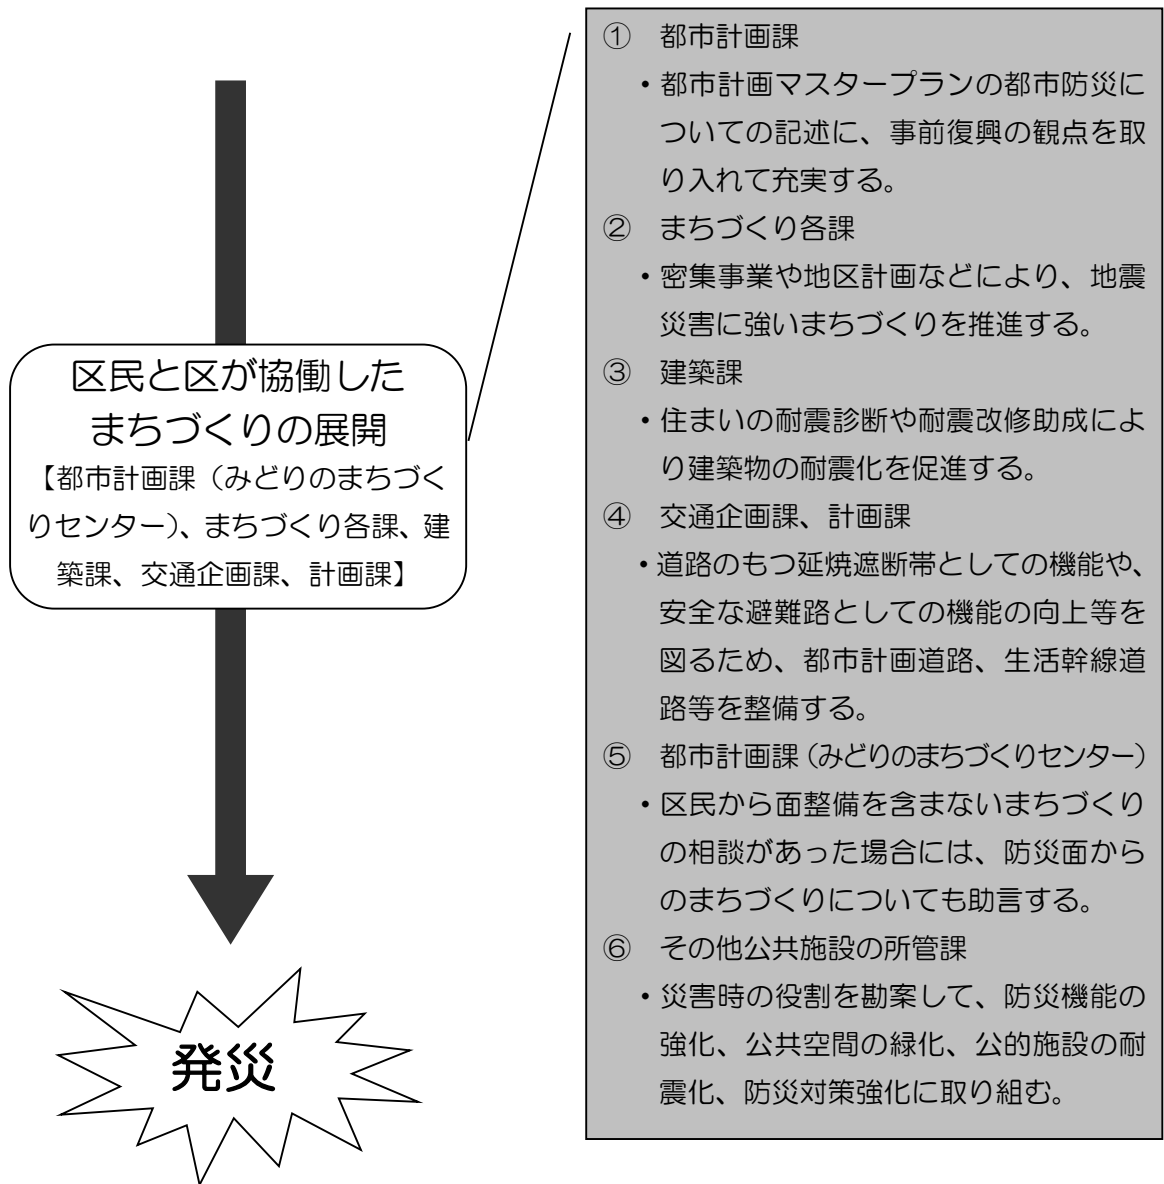 区民と区が協働した
まちづくりの展開
【都市計画課（みどりのまちづく
りセンター）、まちづくり各課、建
築課、交通企画課、計画課】
発災
① 都市計画課
・都市計画マスタープランの都市防災に
ついての記述に、事前復興の観点を取
り入れて充実する。
② まちづくり各課
・密集事業や地区計画などにより、地震
災害に強いまちづくりを推進する。
③ 建築課
・住まいの耐震診断や耐震改修助成によ
り建築物の耐震化を促進する。
④ 交通企画課、計画課
・道路のもつ延焼遮断帯としての機能や、
安全な避難路としての機能の向上等を
図るため、都市計画道路、生活幹線道
路等を整備する。
⑤ 都市計画課（みどりのまちづくりセンター）
・区民から面整備を含まないまちづくり
の相談があった場合には、防災面から
のまちづくりについても助言する。
⑥ その他公共施設の所管課
・災害時の役割を勘案して、防災機能の
強化、公共空間の緑化、公的施設の耐
震化、防災対策強化に取り組む。